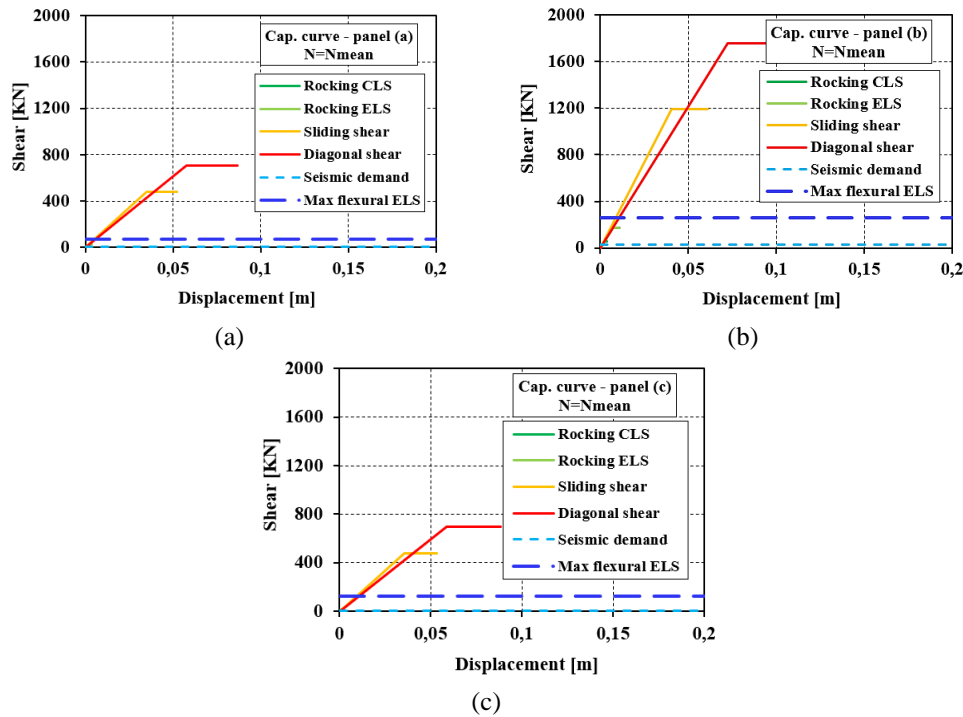 2000
1600
1200
800
400
0
Shear [KN]
Cap. curve - panel (a)
N=Nmean
Rocking CLS
Rocking ELS
Sliding shear
Diagonal shear
Seismic demand
Max flexural ELS
0 0,05 0,1 0,15 0,2
Displacement [m]
(a)
2000
1600
1200
800
400
0
Shear [KN]
Cap. curve - panel (b)
N=Nmean
Rocking CLS
Rocking ELS
Sliding shear
Diagonal shear
Seismic demand
Max flexural ELS
0 0,05 0,1 0,15 0,2
Displacement [m]
(b)
2000
1600
1200
800
400
0
Shear [KN]
Cap. curve - panel (c)
N=Nmean
Rocking CLS
Rocking ELS
Sliding shear
Diagonal shear
Seismic demand
Max flexural ELS
0 0,05 0,1 0,15 0,2
Displacement [m]
(c)